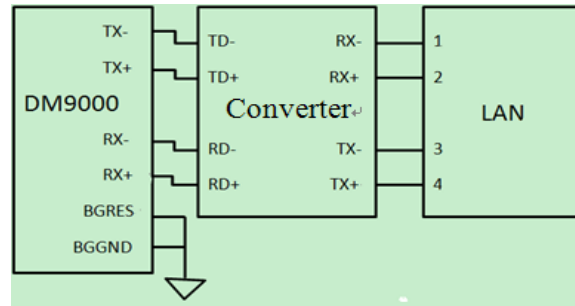 TX-
TX+
DM9000
RX-
RX+
BGRES
BGGND
TD-
TD+
RD-
RD+
Converter
RX-
RX+
TX-
TX+
1
2
3
4
LAN